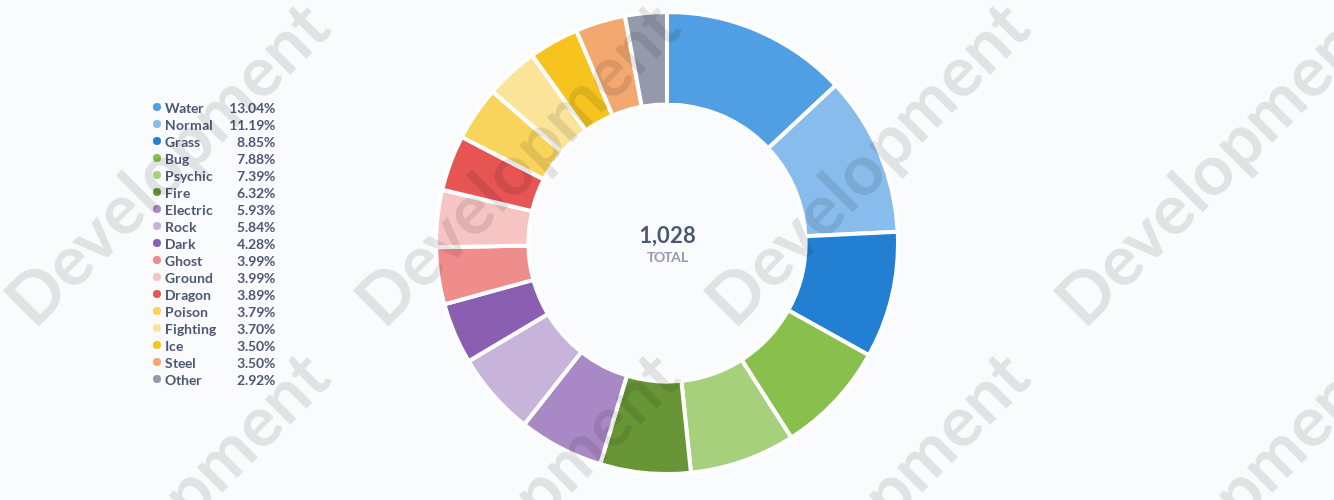 Water 13.04%
Normal 11.19%
Grass 8.85%
Bug 7.88%
Psychic 7.39%
Fire 6.32%
Electric 5.93%
Rock 5.84%
Dark 4.28%
Ghost 3.99%
Ground 3.99%
Dragon 3.89%
Poison 3.79%
Fighting 3.70%
Ice 3.50%
Steel 3.50%
Other 2.92%
1,028
TOTAL
Development
Development
Development
Development
Development
Development
Development
Development